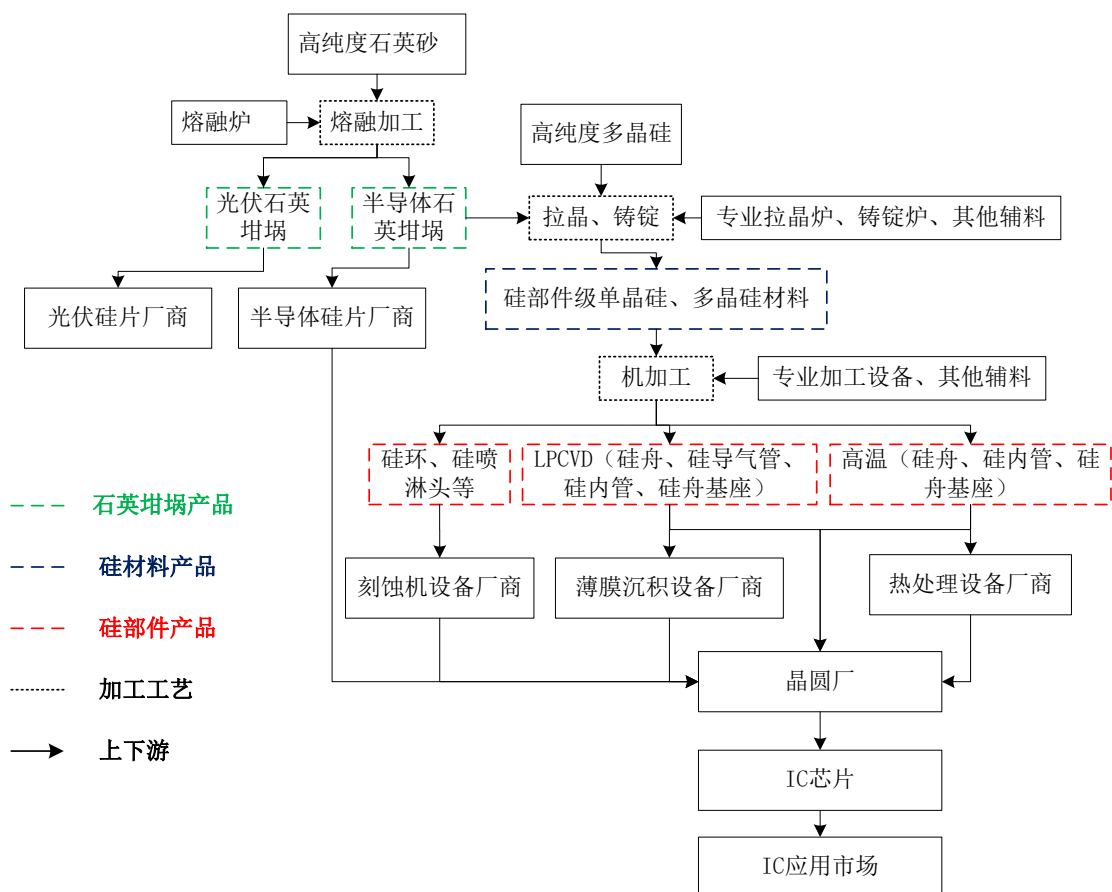 高纯度石英砂
熔融炉
熔融加工
高纯度多晶硅
光伏石英
坩埚
半导体石
英坩埚
拉晶、铸锭
专业拉晶炉、铸锭炉、其他辅料
光伏硅片厂商
半导体硅片厂商
硅部件级单晶硅、多晶硅材料
机加工
专业加工设备、其他辅料
硅环、硅喷
淋头等
LPCVD（硅舟、硅导气管、
硅内管、硅舟基座）
高温（硅舟、硅内管、硅
舟基座）
石英坩埚产品
硅材料产品
硅部件产品
加工工艺
上下游
刻蚀机设备厂商
薄膜沉积设备厂商
热处理设备厂商
晶圆厂
IC芯片
IC应用市场